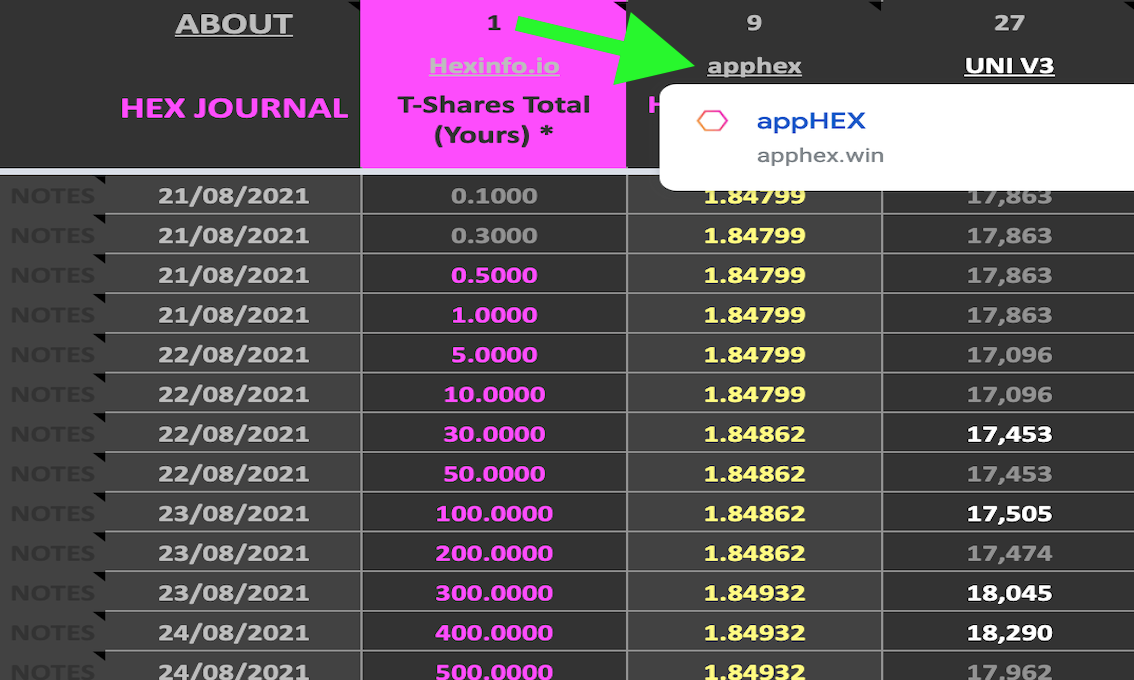 ABOUT 1 9 27
Hexinfo.io apphex UNI V3
HEX JOURNAL T-Shares Total (Yours) * H
appHEX
apphex.win
NOTES 21/08/2021 0.1000 1.84799 17,863
NOTES 21/08/2021 0.3000 1.84799 17,863
NOTES 21/08/2021 0.5000 1.84799 17,863
NOTES 21/08/2021 1.0000 1.84799 17,863
NOTES 22/08/2021 5.0000 1.84799 17,096
NOTES 22/08/2021 10.0000 1.84799 17,096
NOTES 22/08/2021 30.0000 1.84862 17,453
NOTES 22/08/2021 50.0000 1.84862 17,453
NOTES 23/08/2021 100.0000 1.84862 17,505
NOTES 23/08/2021 200.0000 1.84862 17,474
NOTES 23/08/2021 300.0000 1.84932 18,045
NOTES 24/08/2021 400.0000 1.84932 18,290
NOTES 24/08/2021 500.0000 1.84932 17,962